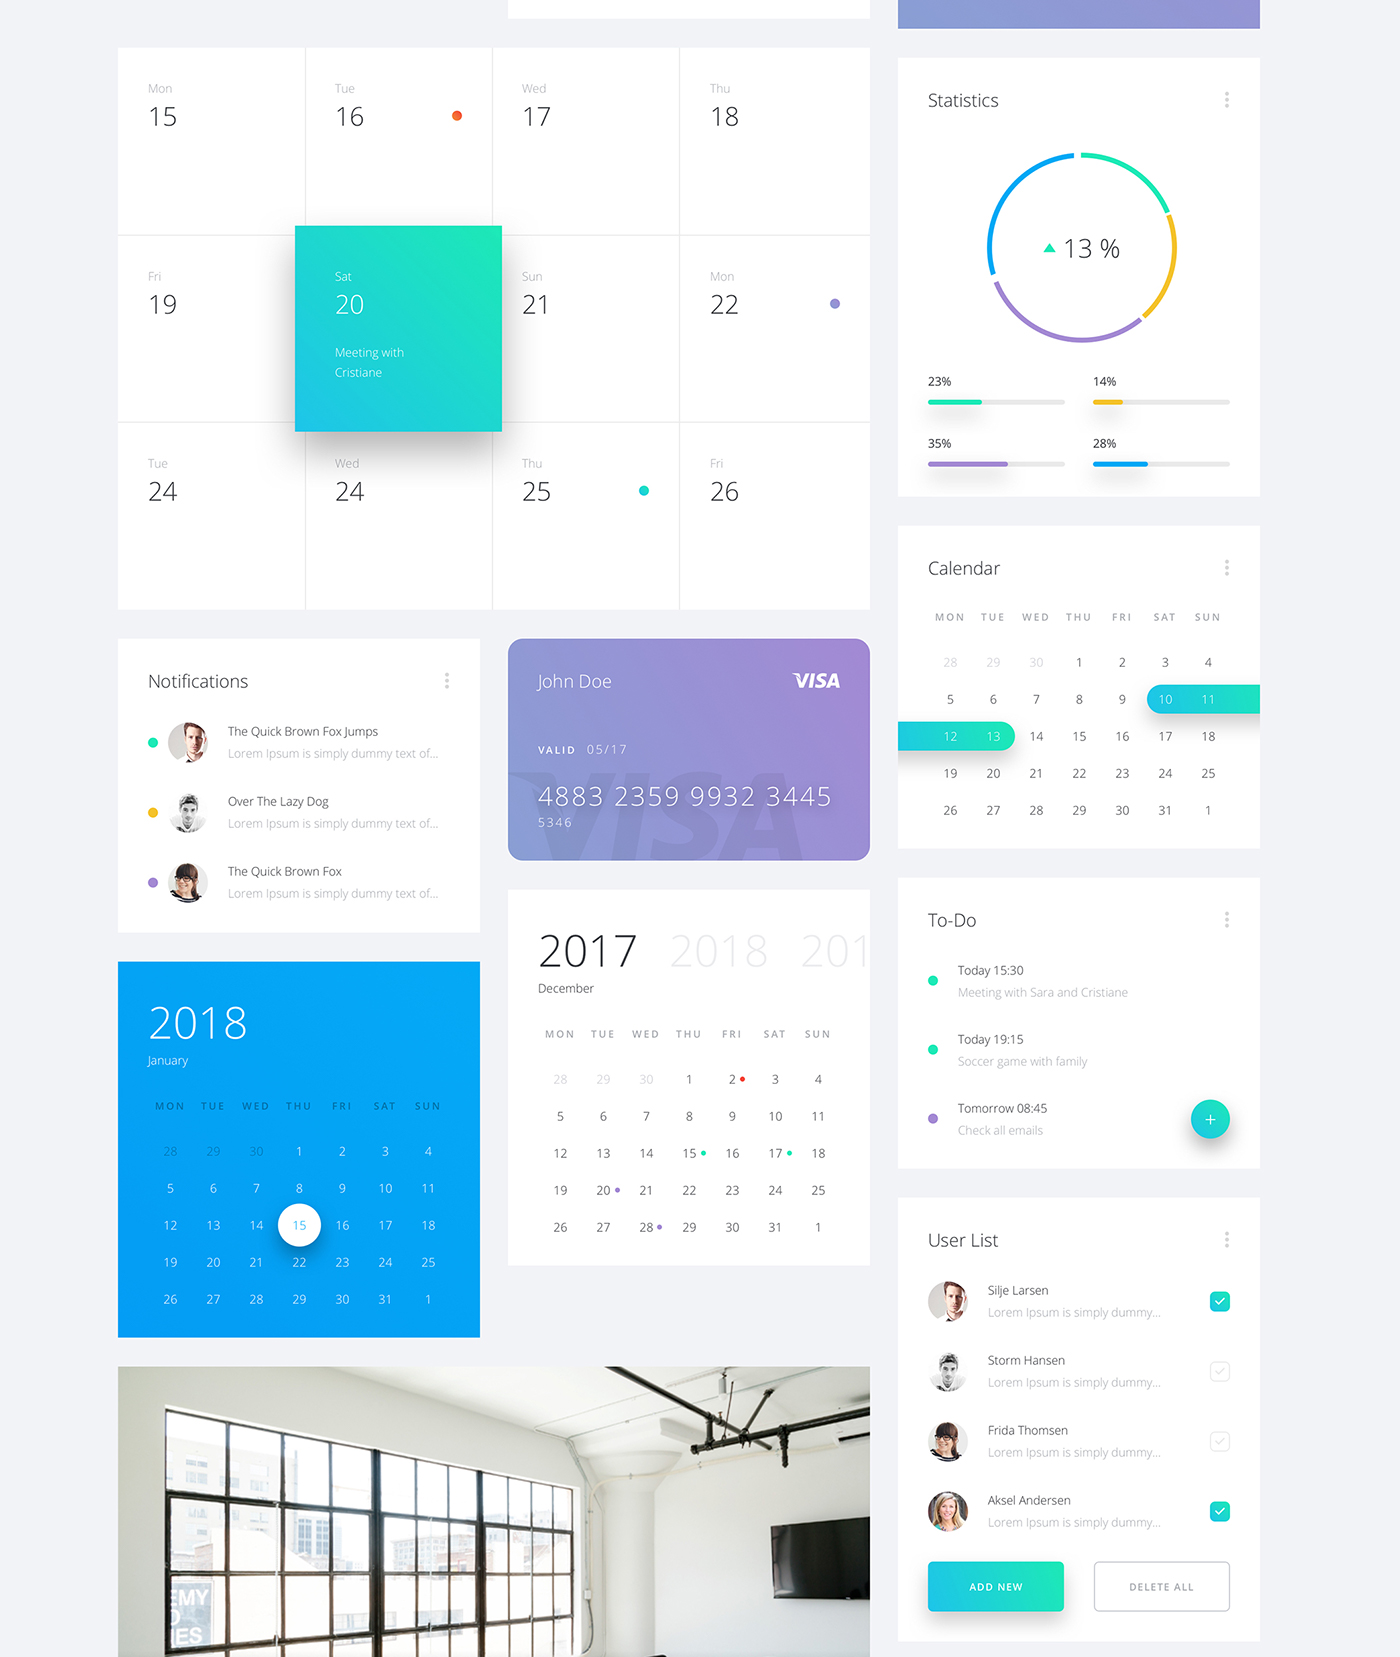 Mon
15
Tue
16
Wed
17
Thu
18
Fri
19
Sat
20
Meeting with
Cristiane
Sun
21
Mon
22
Tue
24
Wed
24
Thu
25
Fri
26
Notifications
The Quick Brown Fox Jumps
Lorem Ipsum is simply dummy text of...
Over The Lazy Dog
Lorem Ipsum is simply dummy text of...
The Quick Brown Fox
Lorem Ipsum is simply dummy text of...
2018
January
MON TUE WED THU FRI SAT SUN
28 29 30 1 2 3 4
5 6 7 8 9 10 11
12 13 14 15 16 17 18
19 20 21 22 23 24 25
26 27 28 29 30 31 1
John Doe VISA
VALID 05/17
VISA
4883 2359 9932 3445
5346
2017 2018 201
December
MON TUE WED THU FRI SAT SUN
28 29 30 1 2 3 4
5 6 7 8 9 10 11
12 13 14 15 16 17 18
19 20 21 22 23 24 25
26 27 28 29 30 31 1
EMY
ES
Statistics
13 %
23% 14%
35% 28%
Calendar
MON TUE WED THU FRI SAT SUN
28 29 30 1 2 3 4
5 6 7 8 9 10 11
12 13 14 15 16 17 18
19 20 21 22 23 24 25
26 27 28 29 30 31 1
To-Do
Today 15:30
Meeting with Sara and Cristiane
Today 19:15
Soccer game with family
Tomorrow 08:45
Check all emails
+
User List
Silje Larsen
Lorem Ipsum is simply dummy...
Storm Hansen
Lorem Ipsum is simply dummy...
Frida Thomsen
Lorem Ipsum is simply dummy...
Aksel Andersen
Lorem Ipsum is simply dummy...
ADD NEW DELETE ALL